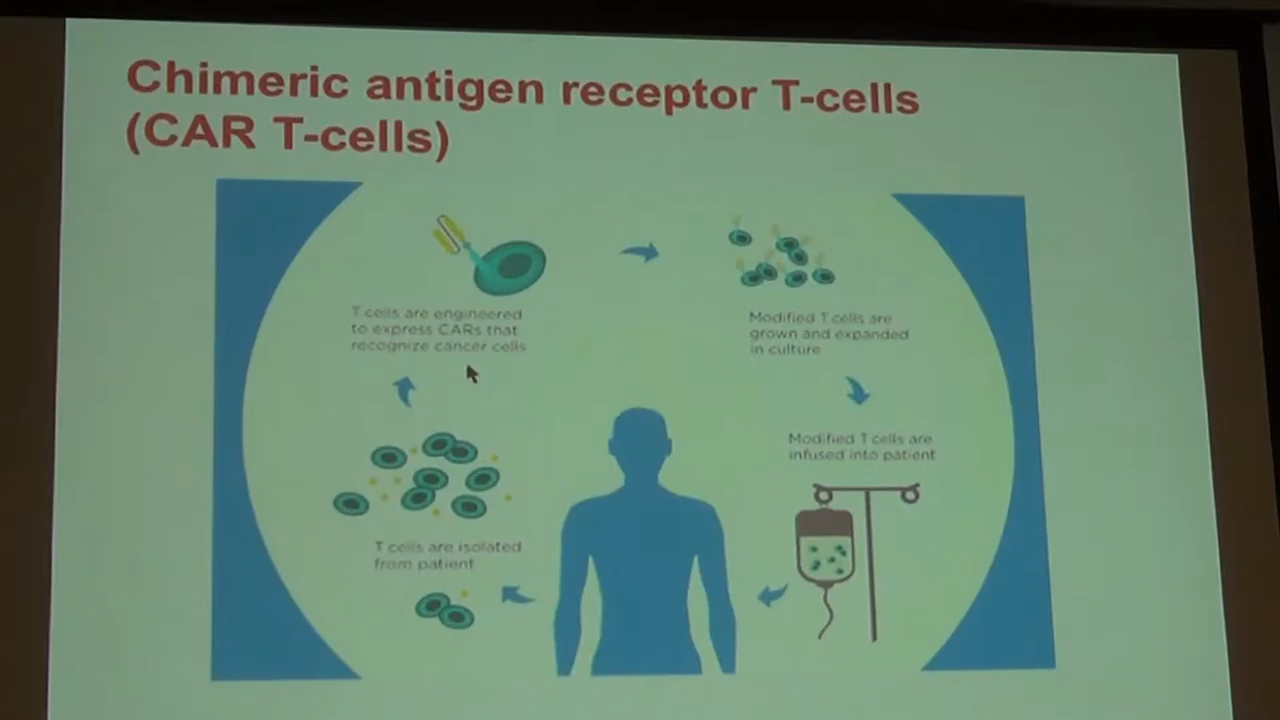 Chimeric antigen receptor T-cells
(CAR T-cells)
T cells are engineered
to express CARs that
recognize cancer cells
Modified T cells are
grown and expanded
in culture
Modified T cells are
infused into patient
T cells are isolated
from patient